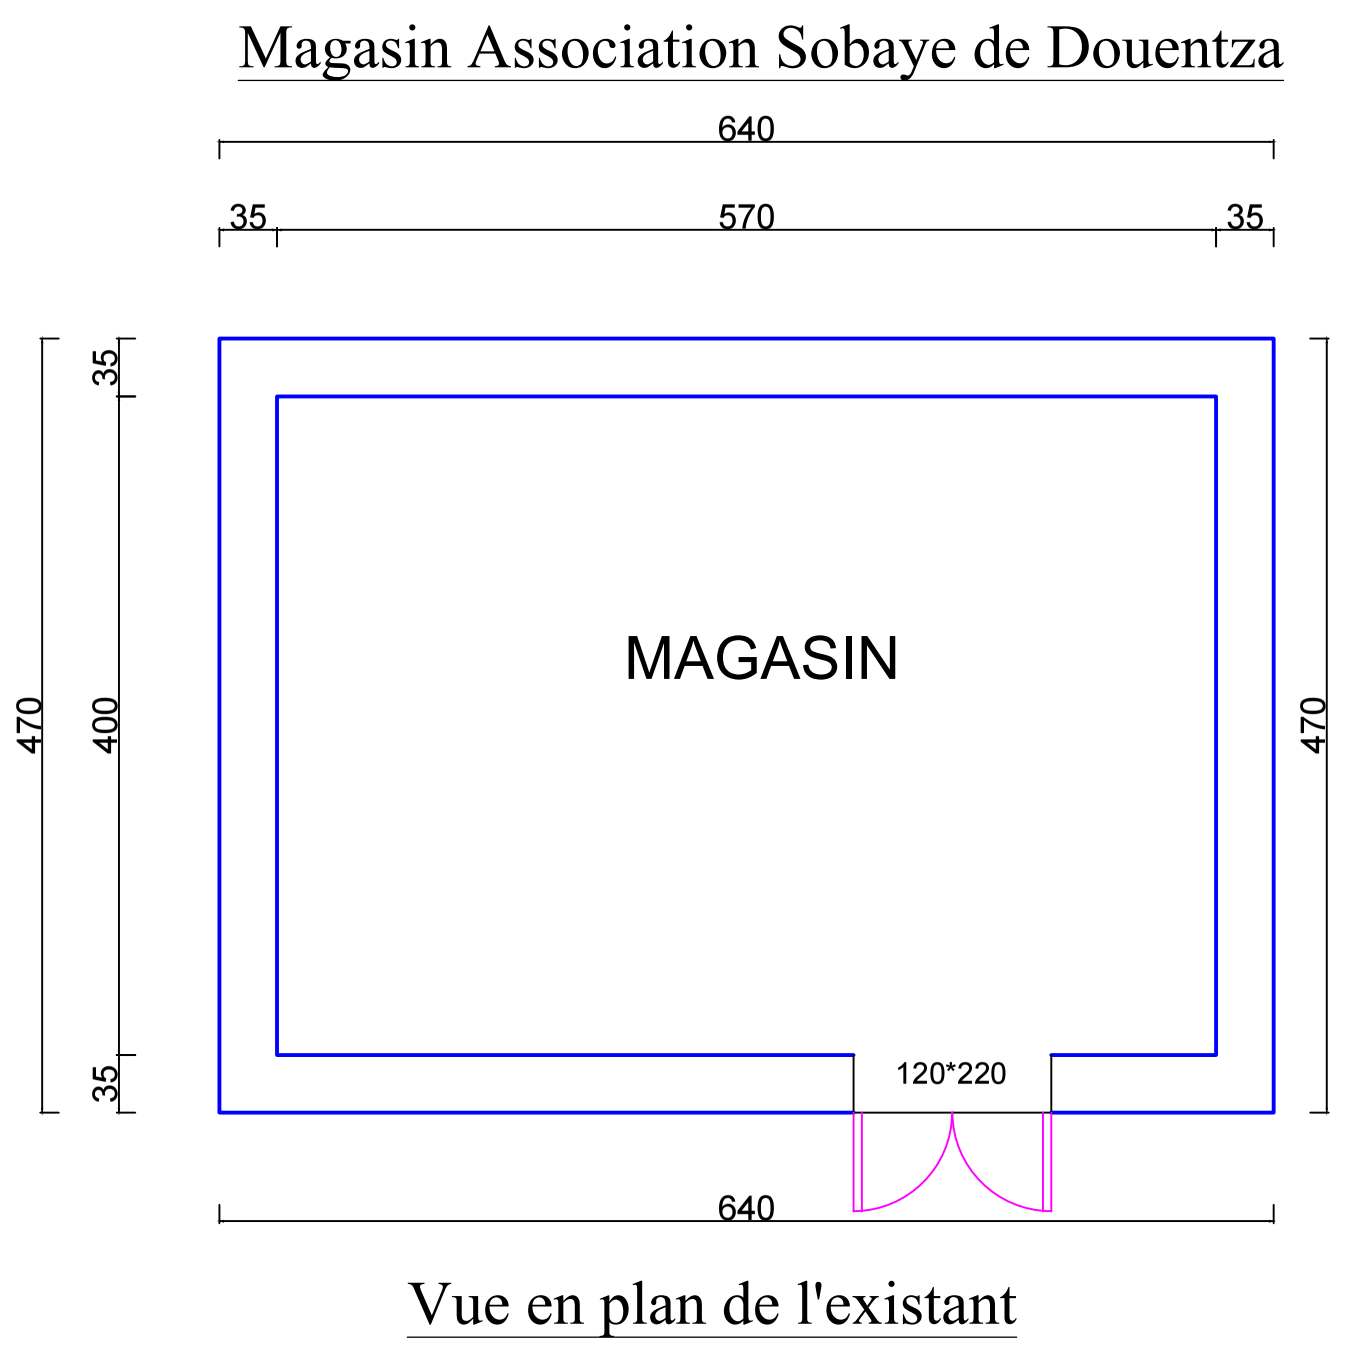 Magasin Association Sobaye de Douentza
640
35 570 35
35
MAGASIN
470
400
470
35
120*220
640
Vue en plan de l'existant